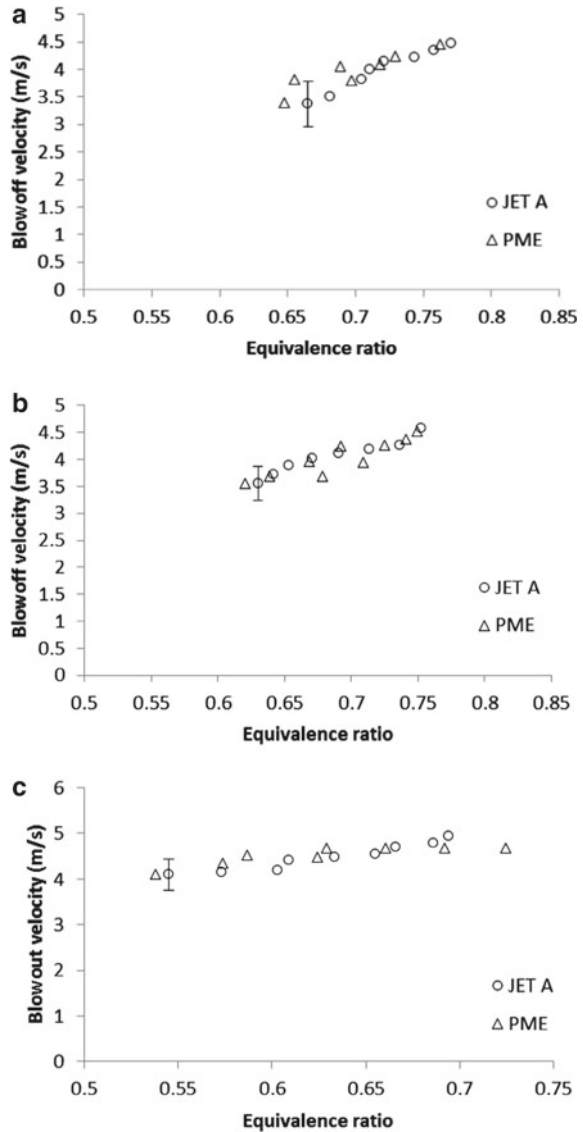 a
Blowoff velocity (m/s)
5
4.5
4
3.5
3
2.5
2
1.5
1
0.5
0
0.5 0.55 0.6 0.65 0.7 0.75 0.8 0.85
Equivalence ratio
JET A
PME
b
Blowoff velocity (m/s)
5
4.5
4
3.5
3
2.5
2
1.5
1
0.5
0
0.5 0.55 0.6 0.65 0.7 0.75 0.8 0.85
Equivalence ratio
JET A
PME
c
Blowout velocity (m/s)
6
5
4
3
2
1
0
0.5 0.55 0.6 0.65 0.7 0.75
Equivalence ratio
JET A
PME